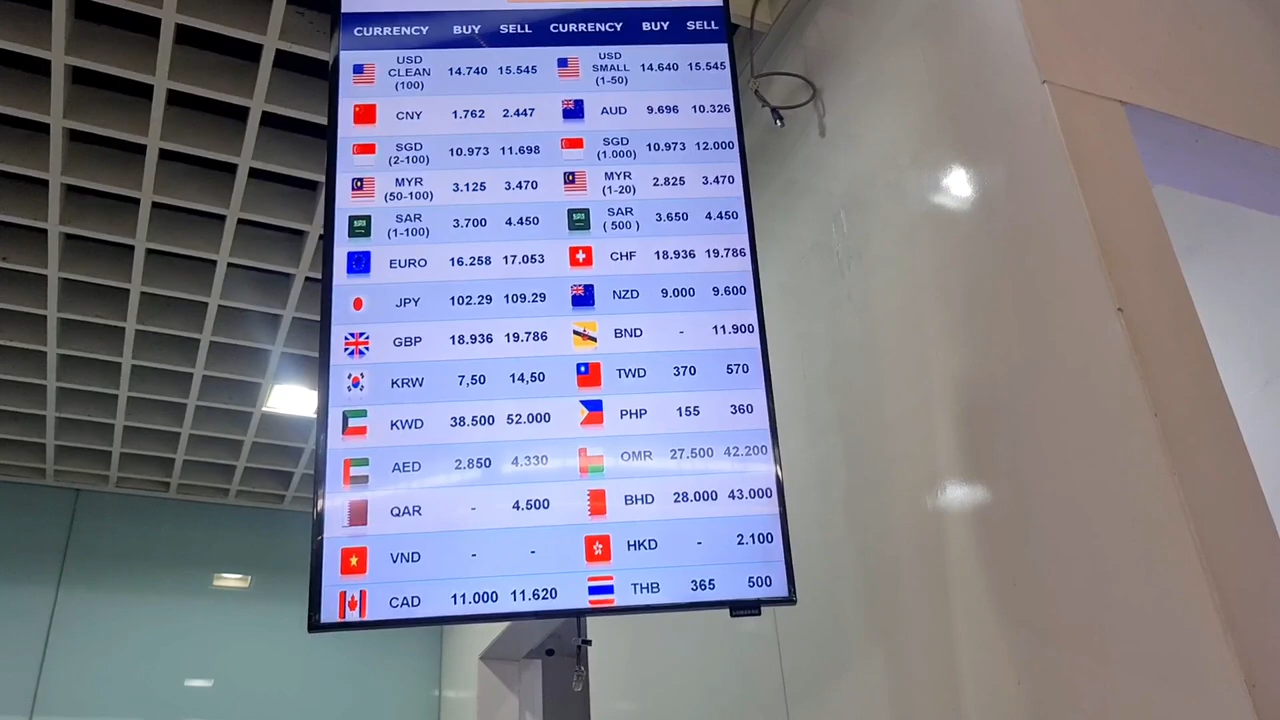 CURRENCY BUY SELL CURRENCY BUY SELL
USD CLEAN (100) 14.740 15.545 USD SMALL (1-50) 14.640 15.545
CNY 1.762 2.447 AUD 9.696 10.326
SGD (2-100) 10.973 11.698 SGD (1.000) 10.973 12.000
MYR (50-100) 3.125 3.470 MYR (1-20) 2.825 3.470
SAR (1-100) 3.700 4.450 SAR ( 500 ) 3.650 4.450
EURO 16.258 17.053 CHF 18.936 19.786
JPY 102.29 109.29 NZD 9.000 9.600
GBP 18.936 19.786 BND - 11.900
KRW 7,50 14,50 TWD 370 570
KWD 38.500 52.000 PHP 155 360
AED 2.850 4.330 OMR 27.500 42.200
QAR - 4.500 BHD 28.000 43.000
VND - - HKD - 2.100
CAD 11.000 11.620 THB 365 500
SAMSUNG